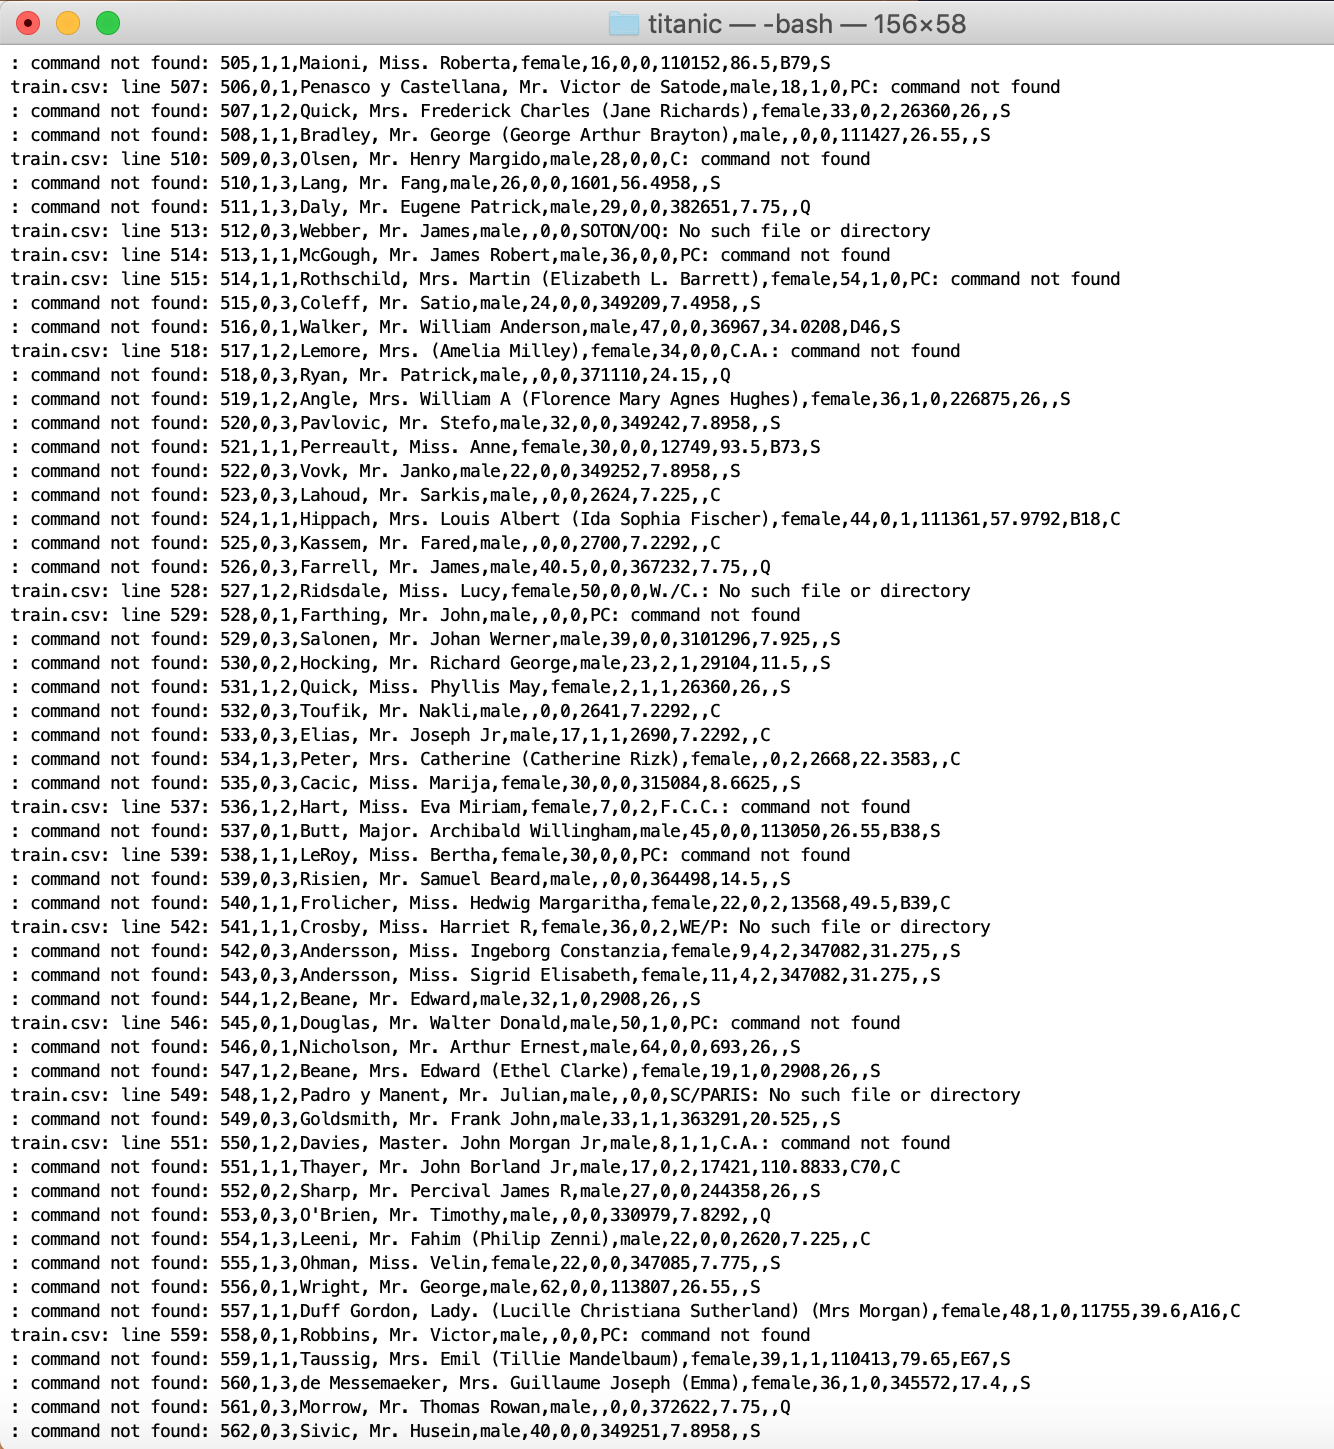 titanic — -bash — 156×58
: command not found: 505,1,1,Maioni, Miss. Roberta,female,16,0,0,110152,86.5,B79,S
train.csv: line 507: 506,0,1,Penasco y Castellana, Mr. Victor de Satode,male,18,1,0,PC: command not found
: command not found: 507,1,2,Quick, Mrs. Frederick Charles (Jane Richards),female,33,0,2,26360,26,,S
: command not found: 508,1,1,Bradley, Mr. George (George Arthur Brayton),male,,0,0,111427,26.55,,S
train.csv: line 510: 509,0,3,Olsen, Mr. Henry Margido,male,28,0,0,C: command not found
: command not found: 510,1,3,Lang, Mr. Fang,male,26,0,0,1601,56.4958,,S
: command not found: 511,1,3,Daly, Mr. Eugene Patrick,male,29,0,0,382651,7.75,,Q
train.csv: line 513: 512,0,3,Webber, Mr. James,male,,0,0,SOTON/OQ: No such file or directory
train.csv: line 514: 513,1,1,McGough, Mr. James Robert,male,36,0,0,PC: command not found
train.csv: line 515: 514,1,1,Rothschild, Mrs. Martin (Elizabeth L. Barrett),female,54,1,0,PC: command not found
: command not found: 515,0,3,Coleff, Mr. Satio,male,24,0,0,349209,7.4958,,S
: command not found: 516,0,1,Walker, Mr. William Anderson,male,47,0,0,36967,34.0208,D46,S
train.csv: line 518: 517,1,2,Lemore, Mrs. (Amelia Milley),female,34,0,0,C.A.: command not found
: command not found: 518,0,3,Ryan, Mr. Patrick,male,,0,0,371110,24.15,,Q
: command not found: 519,1,2,Angle, Mrs. William A (Florence Mary Agnes Hughes),female,36,1,0,226875,26,,S
: command not found: 520,0,3,Pavlovic, Mr. Stefo,male,32,0,0,349242,7.8958,,S
: command not found: 521,1,1,Perreault, Miss. Anne,female,30,0,0,12749,93.5,B73,S
: command not found: 522,0,3,Vovk, Mr. Janko,male,22,0,0,349252,7.8958,,S
: command not found: 523,0,3,Lahoud, Mr. Sarkis,male,,0,0,2624,7.225,,C
: command not found: 524,1,1,Hippach, Mrs. Louis Albert (Ida Sophia Fischer),female,44,0,1,111361,57.9792,B18,C
: command not found: 525,0,3,Kassem, Mr. Fared,male,,0,0,2700,7.2292,,C
: command not found: 526,0,3,Farrell, Mr. James,male,40.5,0,0,367232,7.75,,Q
train.csv: line 528: 527,1,2,Ridsdale, Miss. Lucy,female,50,0,0,W./C.: No such file or directory
train.csv: line 529: 528,0,1,Farthing, Mr. John,male,,0,0,PC: command not found
: command not found: 529,0,3,Salonen, Mr. Johan Werner,male,39,0,0,3101296,7.925,,S
: command not found: 530,0,2,Hocking, Mr. Richard George,male,23,2,1,29104,11.5,,S
: command not found: 531,1,2,Quick, Miss. Phyllis May,female,2,1,1,26360,26,,S
: command not found: 532,0,3,Toufik, Mr. Nakli,male,,0,0,2641,7.2292,,C
: command not found: 533,0,3,Elias, Mr. Joseph Jr,male,17,1,1,2690,7.2292,,C
: command not found: 534,1,3,Peter, Mrs. Catherine (Catherine Rizk),female,,0,2,2668,22.3583,,C
: command not found: 535,0,3,Cacic, Miss. Marija,female,30,0,0,315084,8.6625,,S
train.csv: line 537: 536,1,2,Hart, Miss. Eva Miriam,female,7,0,2,F.C.C.: command not found
: command not found: 537,0,1,Butt, Major. Archibald Willingham,male,45,0,0,113050,26.55,B38,S
train.csv: line 539: 538,1,1,LeRoy, Miss. Bertha,female,30,0,0,PC: command not found
: command not found: 539,0,3,Risien, Mr. Samuel Beard,male,,0,0,364498,14.5,,S
: command not found: 540,1,1,Frolicher, Miss. Hedwig Margaritha,female,22,0,2,13568,49.5,B39,C
train.csv: line 542: 541,1,1,Crosby, Miss. Harriet R,female,36,0,2,WE/P: No such file or directory
: command not found: 542,0,3,Andersson, Miss. Ingeborg Constanzia,female,9,4,2,347082,31.275,,S
: command not found: 543,0,3,Andersson, Miss. Sigrid Elisabeth,female,11,4,2,347082,31.275,,S
: command not found: 544,1,2,Beane, Mr. Edward,male,32,1,0,2908,26,,S
train.csv: line 546: 545,0,1,Douglas, Mr. Walter Donald,male,50,1,0,PC: command not found
: command not found: 546,0,1,Nicholson, Mr. Arthur Ernest,male,64,0,0,693,26,,S
: command not found: 547,1,2,Beane, Mrs. Edward (Ethel Clarke),female,19,1,0,2908,26,,S
train.csv: line 549: 548,1,2,Padro y Manent, Mr. Julian,male,,0,0,SC/PARIS: No such file or directory
: command not found: 549,0,3,Goldsmith, Mr. Frank John,male,33,1,1,363291,20.525,,S
train.csv: line 551: 550,1,2,Davies, Master. John Morgan Jr,male,8,1,1,C.A.: command not found
: command not found: 551,1,1,Thayer, Mr. John Borland Jr,male,17,0,2,17421,110.8833,C70,C
: command not found: 552,0,2,Sharp, Mr. Percival James R,male,27,0,0,244358,26,,S
: command not found: 553,0,3,O'Brien, Mr. Timothy,male,,0,0,330979,7.8292,,Q
: command not found: 554,1,3,Leeni, Mr. Fahim (Philip Zenni),male,22,0,0,2620,7.225,,C
: command not found: 555,1,3,Ohman, Miss. Velin,female,22,0,0,347085,7.775,,S
: command not found: 556,0,1,Wright, Mr. George,male,62,0,0,113807,26.55,,S
: command not found: 557,1,1,Duff Gordon, Lady. (Lucille Christiana Sutherland) (Mrs Morgan),female,48,1,0,11755,39.6,A16,C
train.csv: line 559: 558,0,1,Robbins, Mr. Victor,male,,0,0,PC: command not found
: command not found: 559,1,1,Taussig, Mrs. Emil (Tillie Mandelbaum),female,39,1,1,110413,79.65,E67,S
: command not found: 560,1,3,de Messemaeker, Mrs. Guillaume Joseph (Emma),female,36,1,0,345572,17.4,,S
: command not found: 561,0,3,Morrow, Mr. Thomas Rowan,male,,0,0,372622,7.75,,Q
: command not found: 562,0,3,Sivic, Mr. Husein,male,40,0,0,349251,7.8958,,S